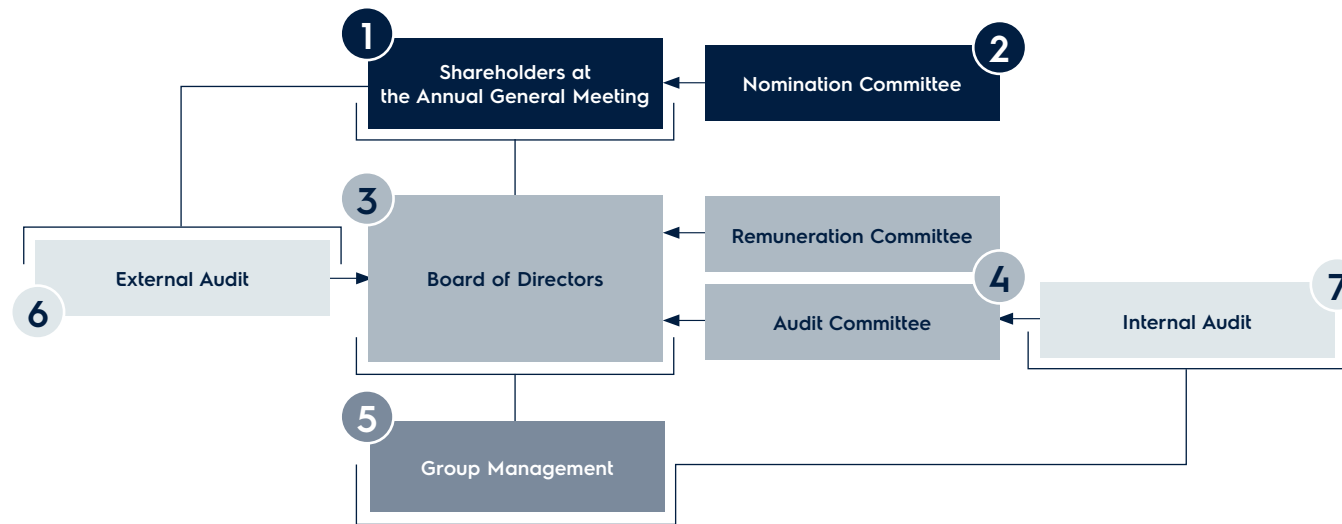 1
Shareholders at
the Annual General Meeting
2
Nomination Committee
3
Board of Directors
Remuneration Committee
4
Audit Committee
External Audit
6
Internal Audit
7
5
Group Management